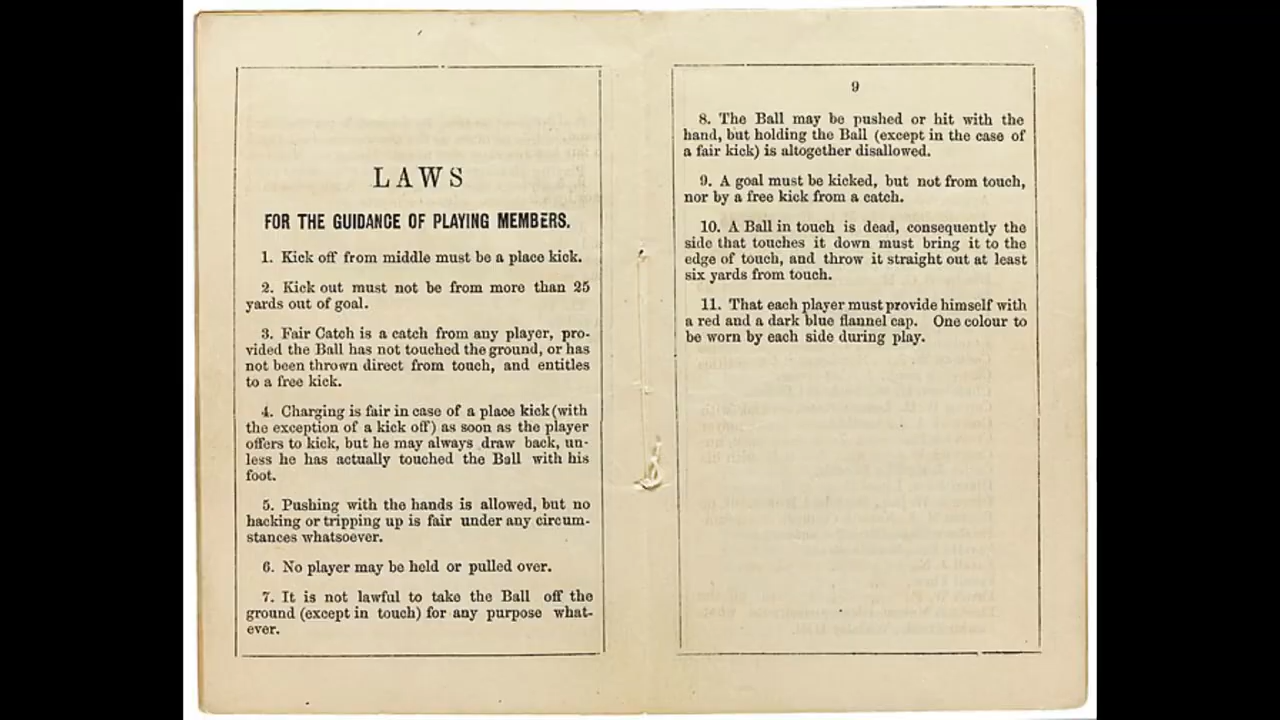 LAWS
FOR THE GUIDANCE OF PLAYING MEMBERS.
1. Kick off from middle must be a place kick.
2. Kick out must not be from more than 25
yards out of goal.
3. Fair Catch is a catch from any player, pro-
vided the Ball has not touched the ground, or has
not been thrown direct from touch, and entitles
to a free kick.
4. Charging is fair in case of a place kick (with
the exception of a kick off) as soon as the player
offers to kick, but he may always draw back, un-
less he has actually touched the Ball with his
foot.
5. Pushing with the hands is allowed, but no
hacking or tripping up is fair under any circum-
stances whatsoever.
6. No player may be held or pulled over.
7. It is not lawful to take the Ball off the
ground (except in touch) for any purpose what-
ever.
9
8. The Ball may be pushed or hit with the
hand, but holding the Ball (except in the case of
a fair kick) is altogether disallowed.
9. A goal must be kicked, but not from touch,
nor by a free kick from a catch.
10. A Ball in touch is dead, consequently the
side that touches it down must bring it to the
edge of touch, and throw it straight out at least
six yards from touch.
11. That each player must provide himself with
a red and a dark blue flannel cap. One colour to
be worn by each side during play.